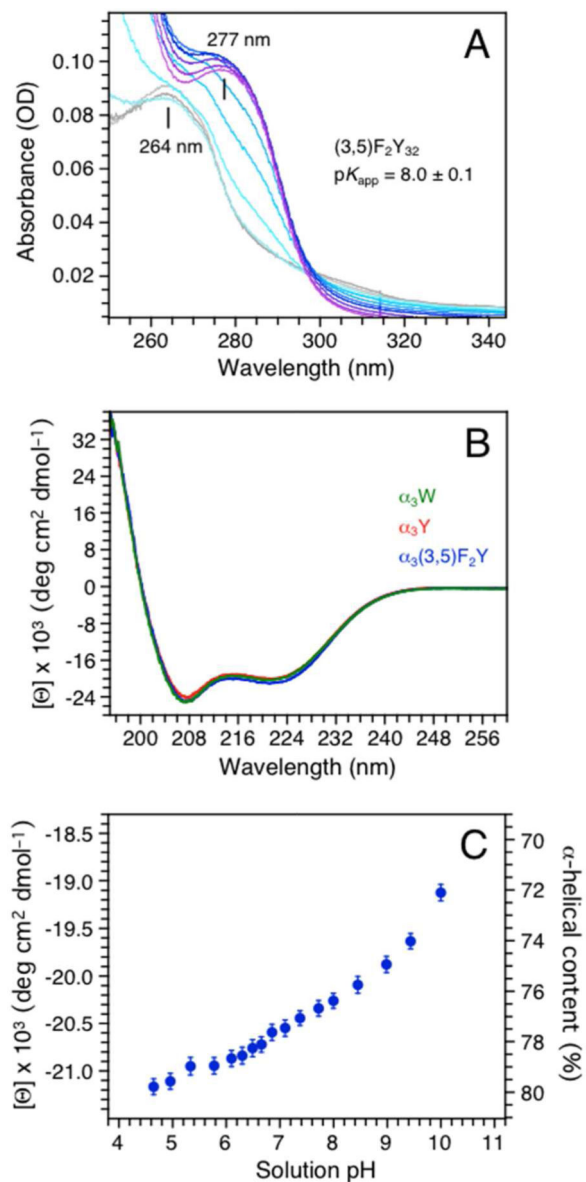 A
277 nm
264 nm
(3,5)F₂Y₃₂
pKapp = 8.0 ± 0.1
0.10
0.08
0.06
0.04
0.02
Absorbance (OD)
260 280 300 320 340
Wavelength (nm)
B
α₃W
α₃Y
α₃(3,5)F₂Y
32
24
16
8
0
-8
-16
-24
[Θ] x 10³ (deg cm² dmol⁻¹)
200 208 216 224 232 240 248 256
Wavelength (nm)
C
-18.5
-19.0
-19.5
-20.0
-20.5
-21.0
[Θ] x 10³ (deg cm² dmol⁻¹)
70
72
74
76
78
80
α-helical content (%)
4 5 6 7 8 9 10 11
Solution pH